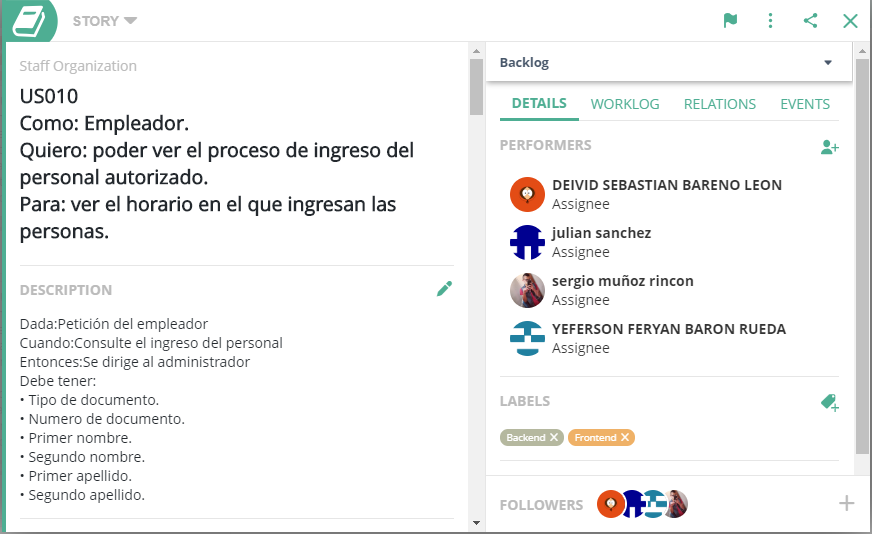 STORY
Staff Organization
US010
Como: Empleador.
Quiero: poder ver el proceso de ingreso del
personal autorizado.
Para: ver el horario en el que ingresan las
personas.
DESCRIPTION
Dada:Petición del empleador
Cuando:Consulte el ingreso del personal
Entonces:Se dirige al administrador
Debe tener:
• Tipo de documento.
• Numero de documento.
• Primer nombre.
• Segundo nombre.
• Primer apellido.
• Segundo apellido.
Backlog
DETAILS WORKLOG RELATIONS EVENTS
PERFORMERS
DEIVID SEBASTIAN BARENO LEON
Assignee
julian sanchez
Assignee
sergio muñoz rincon
Assignee
YEFERSON FERYAN BARON RUEDA
Assignee
LABELS
Backend X Frontend X
FOLLOWERS